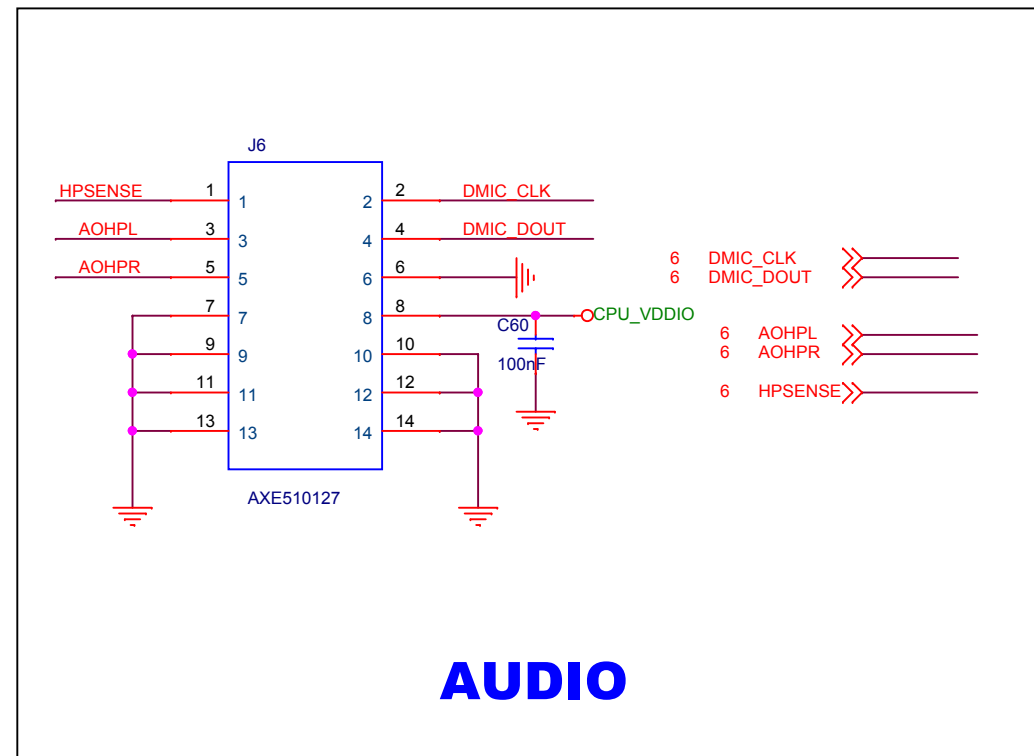 J6
HPSENSE 1 1 2 2 DMIC_CLK
AOHPL 3 3 4 4 DMIC_DOUT
AOHPR 5 5 6 6
7 7 8 8 CPU_VDDIO
C60
100nF
9 9 10 10
11 11 12 12
13 13 14 14
AXE510127
6 DMIC_CLK
6 DMIC_DOUT
6 AOHPL
6 AOHPR
6 HPSENSE
AUDIO